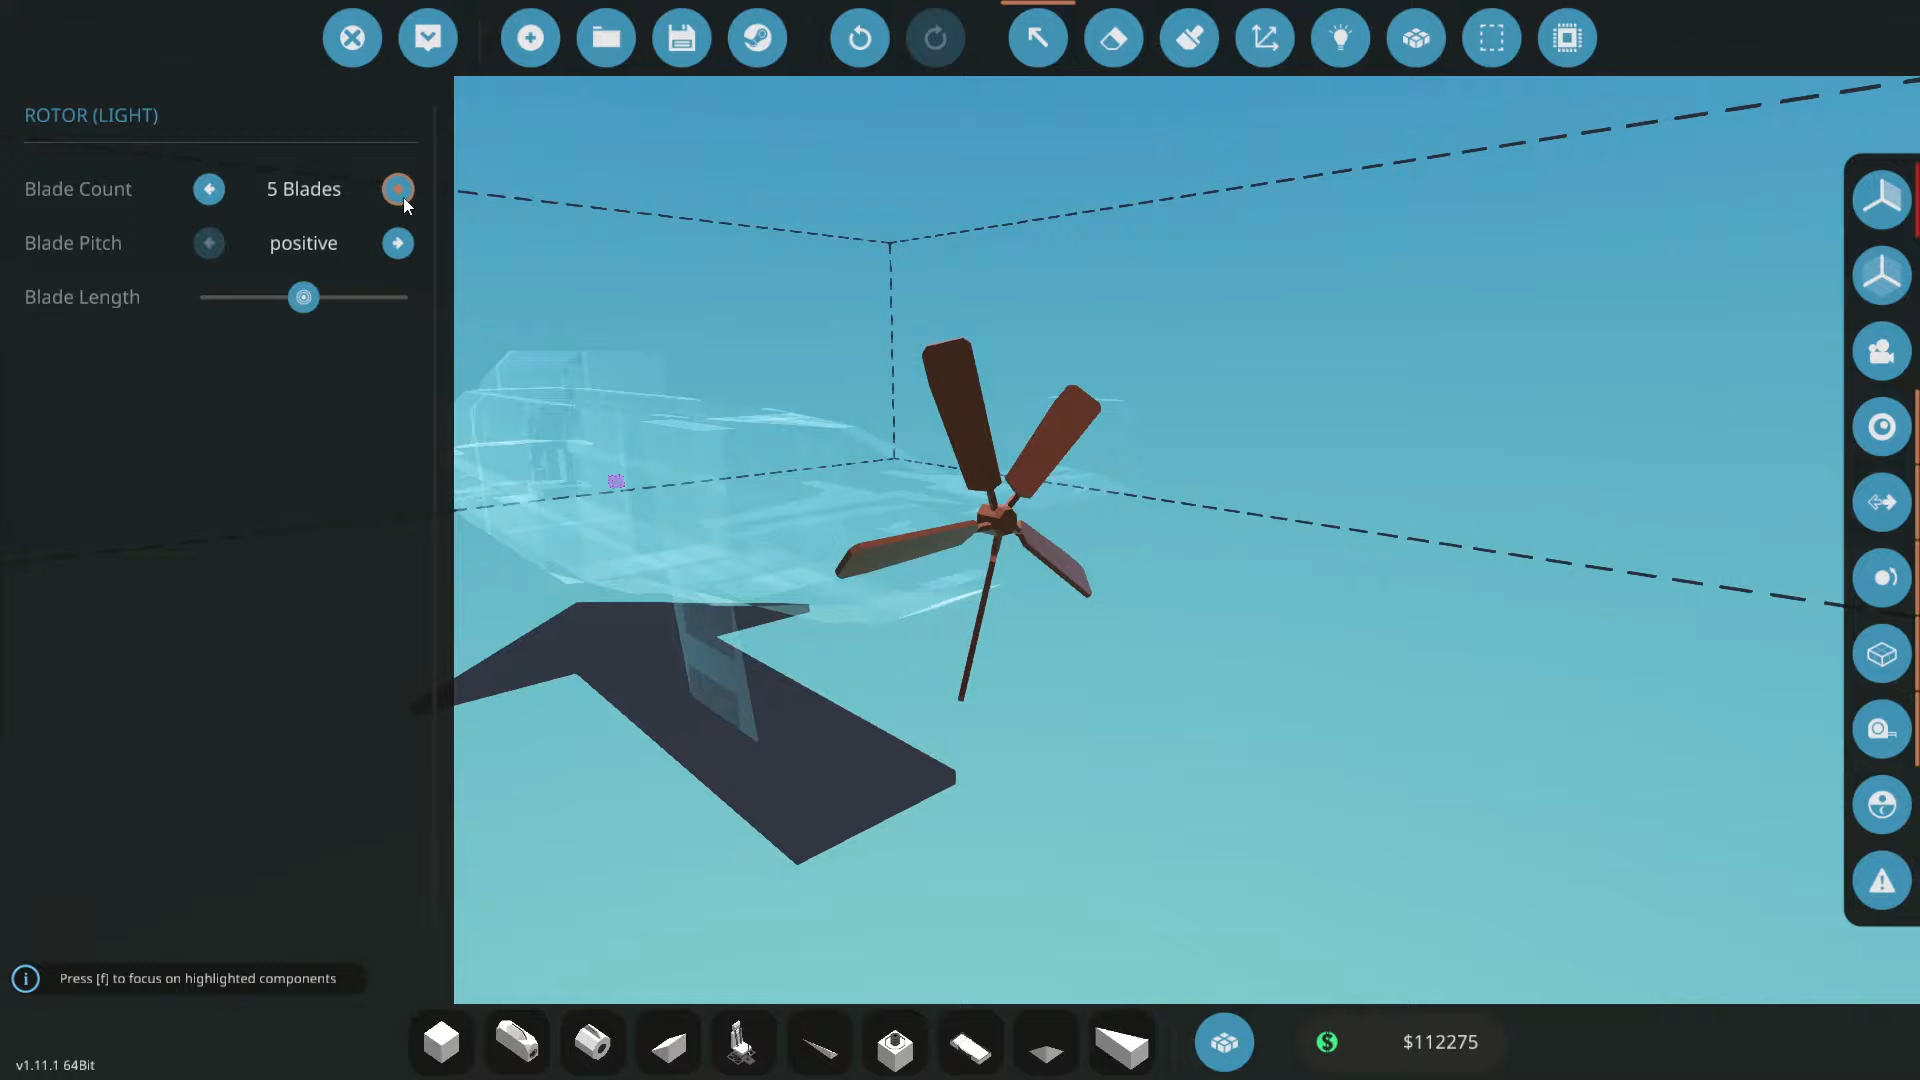 ROTOR (LIGHT)
Blade Count 5 Blades
Blade Pitch positive
Blade Length
Press [f] to focus on highlighted components
$ $112275
v1.11.1 64Bit